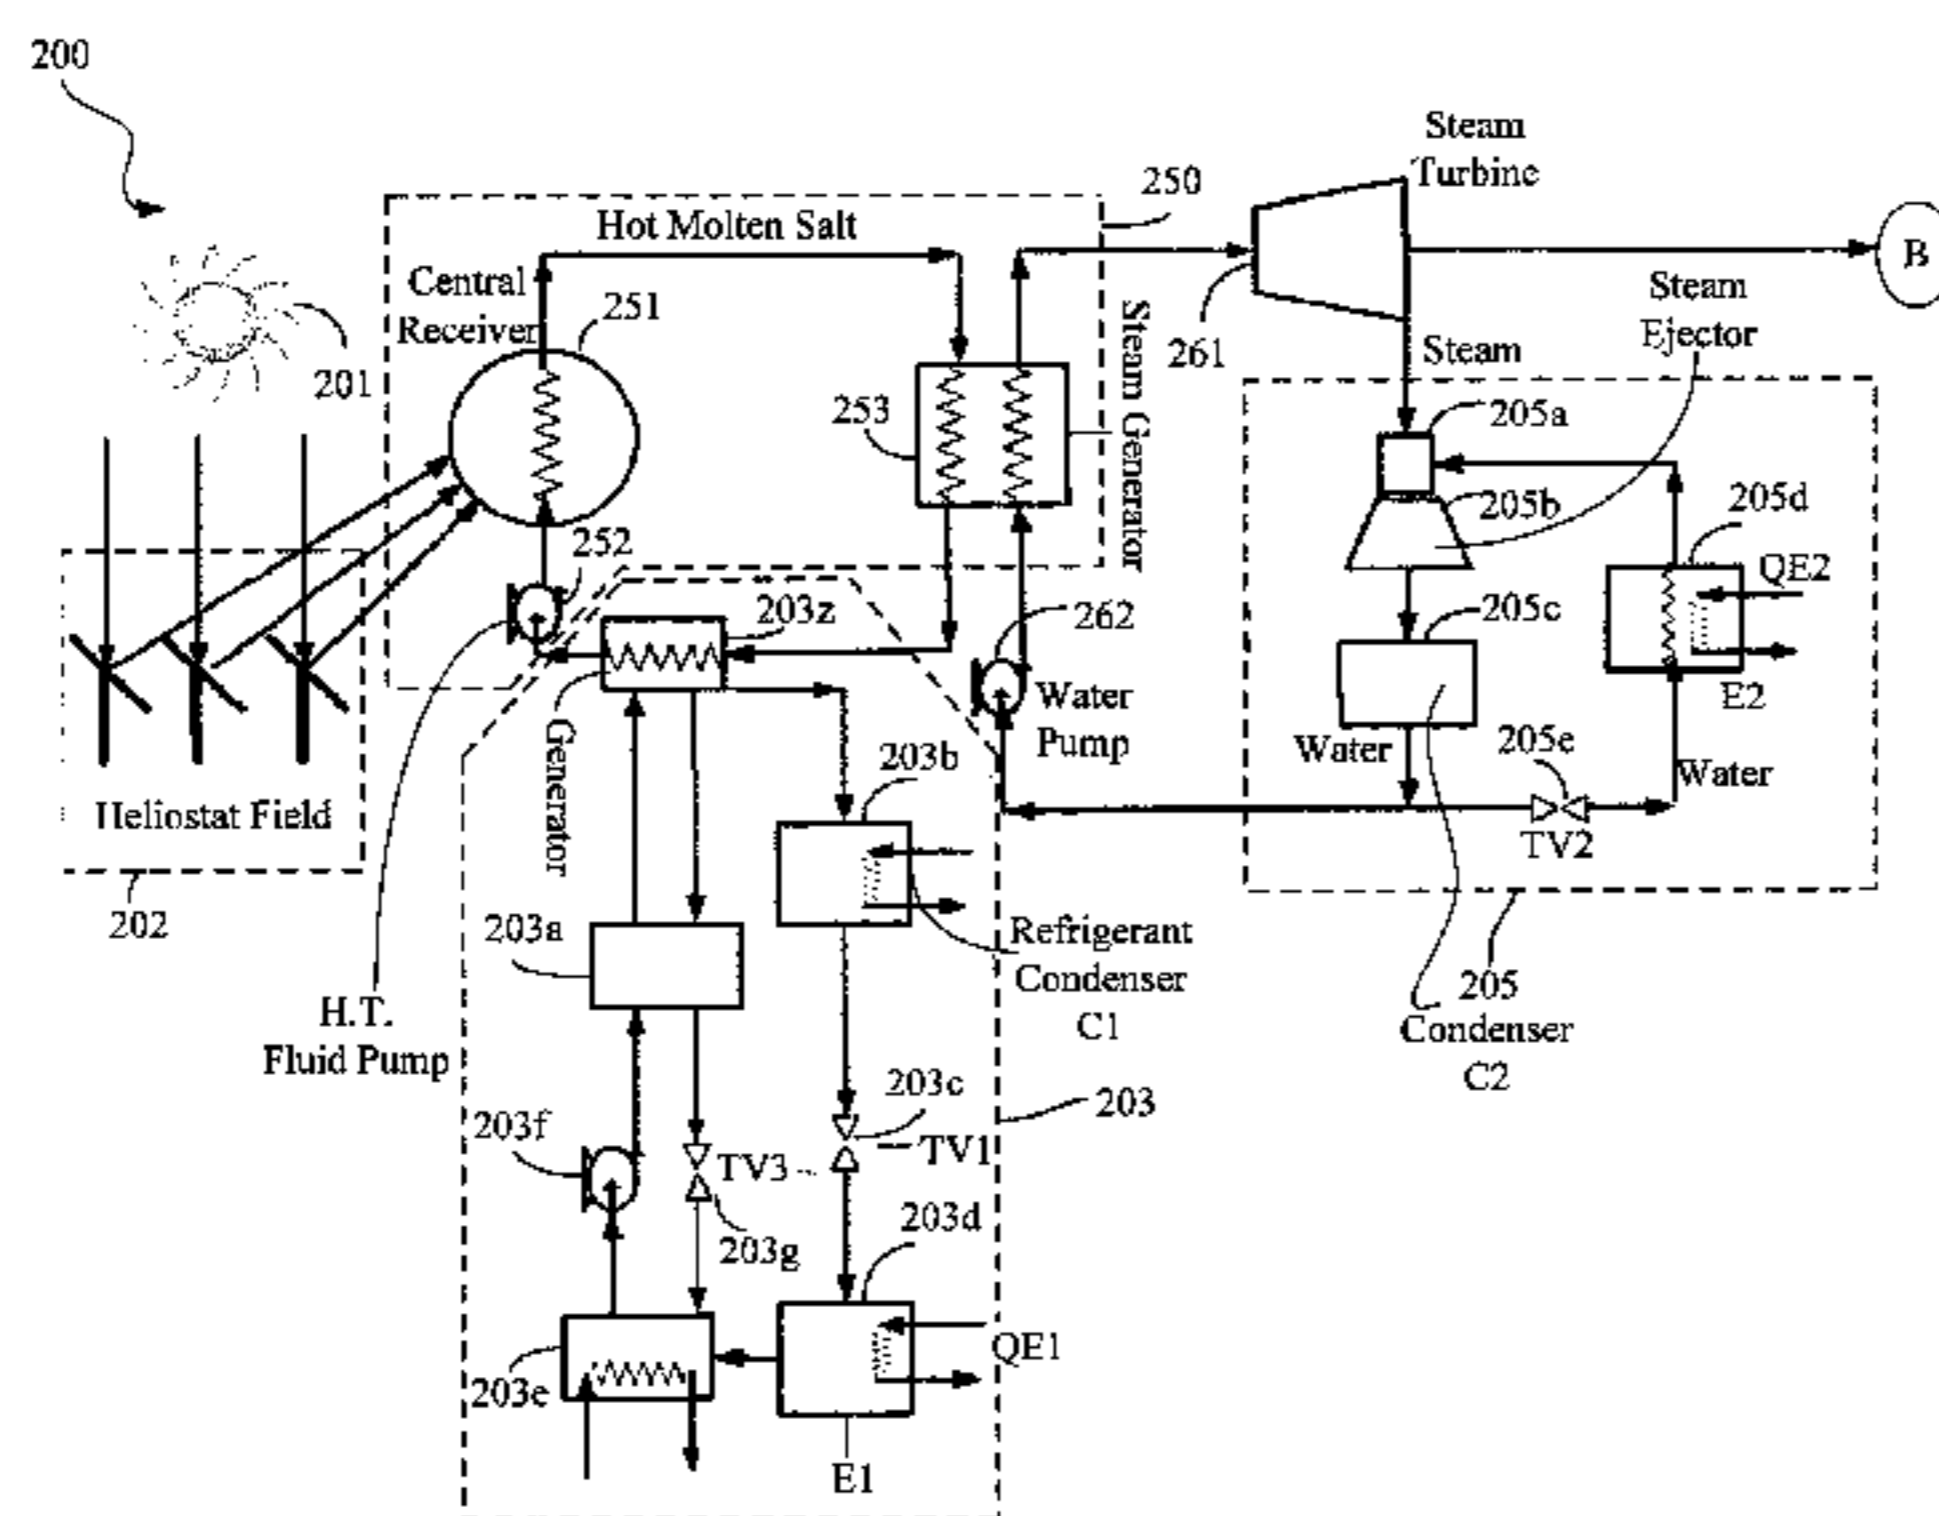 200
Steam
Turbine
250
Hot Molten Salt
B
Central
Receiver
251
Steam
Ejector
201
261
Steam
Steam Generator
253
205a
205b
205d
252
QE2
203z
262
205c
E2
Water
Pump
Generator
203b
Water
205e
Water
Heliostat Field
TV2
202
203a
Refrigerant
Condenser
C1
205
Condenser
C2
H.T.
Fluid Pump
203c
203
203f
TV3
TV1
203d
203g
QE1
203e
E1